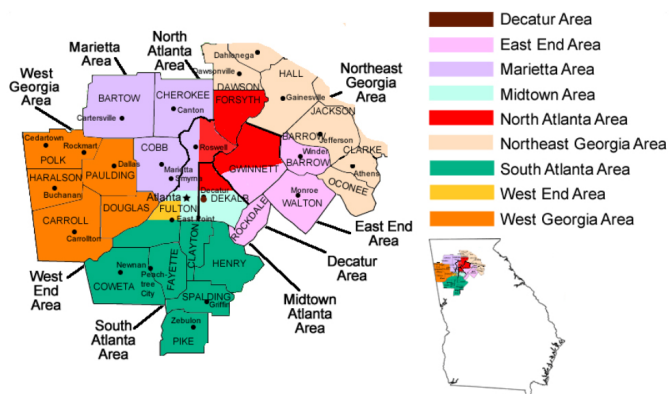 Marietta
Area
North
Atlanta
Area
West
Georgia
Area
Northeast
Georgia
Area
Dahlonega
Dawsonville
DAWSON
HALL
Gainesville
FORSYTH
JACKSON
Jefferson
BARROW
Winder
BARROW
CLARKE
Athens
OCONEE
BARTOW
Cartersville
CHEROKEE
Canton
Cedartown
Rockmart
POLK
HARALSON
Buchanan
PAULDING
Dallas
COBB
Marietta
Smyrna
Roswell
GWINNETT
Monroe
WALTON
Atlanta
Decatur
DEKALB
FULTON
East Point
ROCKDALE
DOUGLAS
CARROLL
Carrollton
East End
Area
Decatur
Area
West
End
Area
Newnan
Peach-
tree
City
COWETA
FAYETTE
CLAYTON
HENRY
SPALDING
Griffin
Zebulon
PIKE
Midtown
Atlanta
Area
South
Atlanta
Area
Decatur Area
East End Area
Marietta Area
Midtown Area
North Atlanta Area
Northeast Georgia Area
South Atlanta Area
West End Area
West Georgia Area